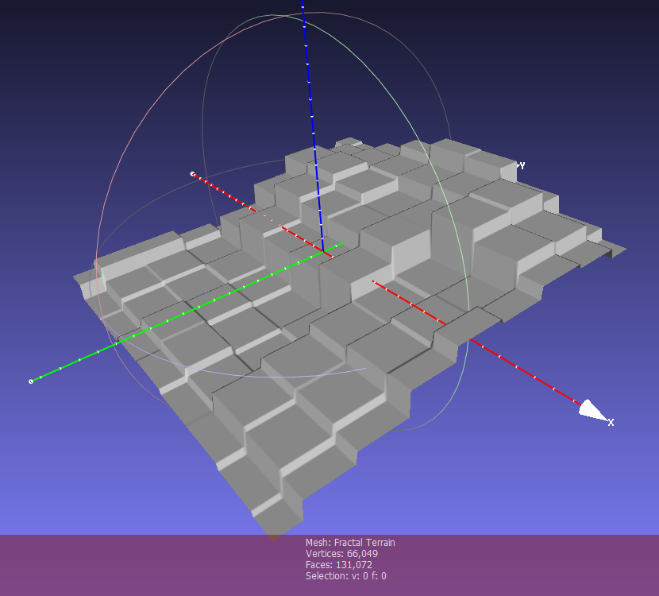 Y
X
Mesh: Fractal Terrain
Vertices: 66,049
Faces: 131,072
Selection: v: 0 f: 0